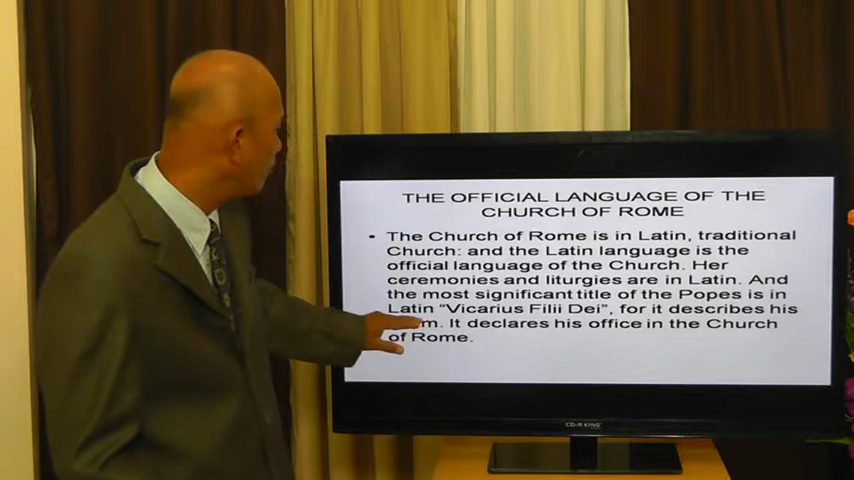 THE OFFICIAL LANGUAGE OF THE
CHURCH OF ROME
• The Church of Rome is in Latin, traditional
Church: and the Latin language is the
official language of the Church. Her
ceremonies and liturgies are in Latin. And
the most significant title of the Popes is in
Latin "Vicarius Filii Dei", for it describes his
m. It declares his office in the Church
of Rome.
CO-R KING